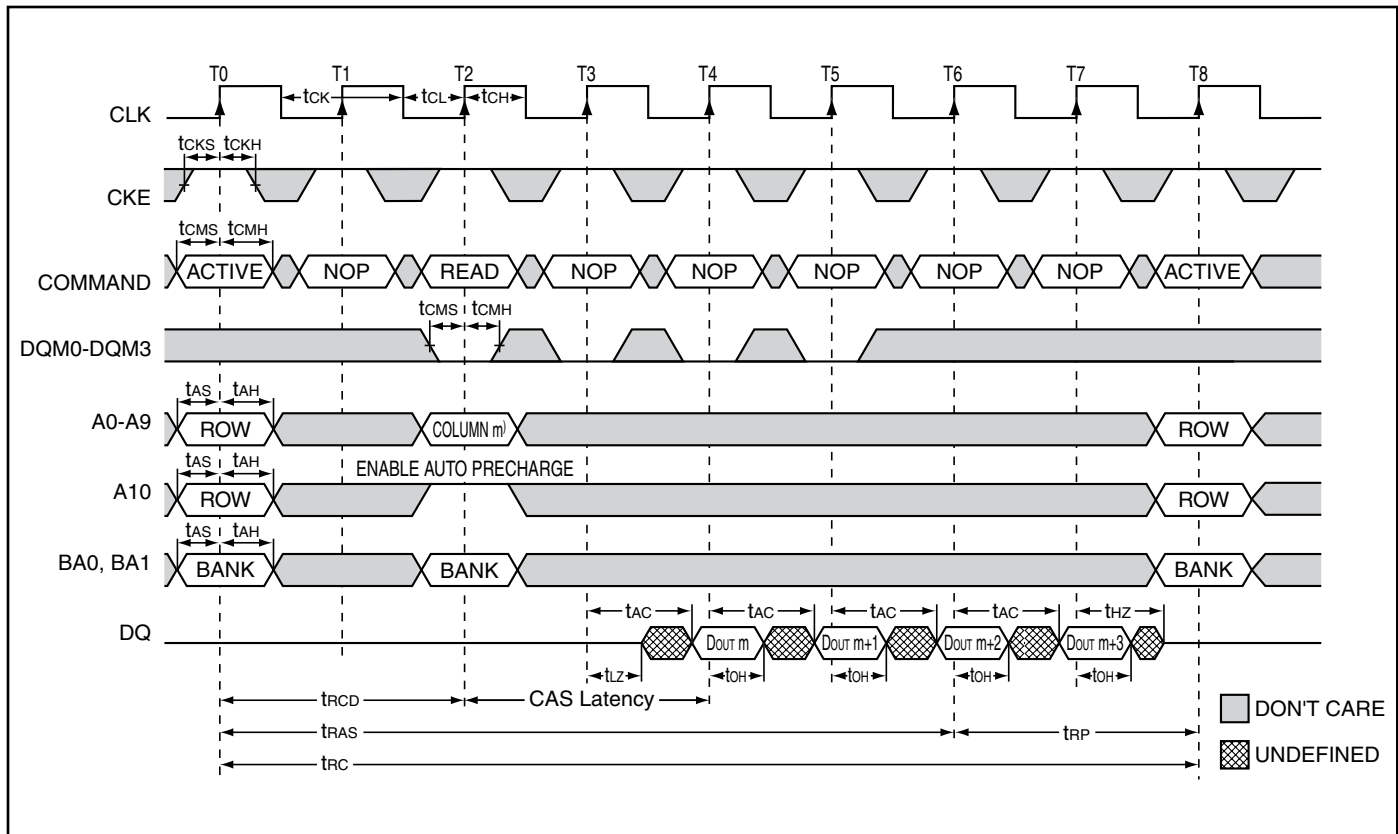 T0 T1 T2 T3 T4 T5 T6 T7 T8
tCK tCL tCH
CLK
tCKS tCKH
CKE
tCMS tCMH
COMMAND ACTIVE NOP READ NOP NOP NOP NOP NOP ACTIVE
tCMS tCMH
DQM0-DQM3
tAS tAH
A0-A9 ROW COLUMN m) ROW
tAS tAH ENABLE AUTO PRECHARGE
A10 ROW ROW
tAS tAH
BA0, BA1 BANK BANK BANK
tAC tAC tAC tAC tHZ
DQ DOUT m DOUT m+1 DOUT m+2 DOUT m+3
tLZ tOH tOH tOH tOH
tRCD CAS Latency
DON'T CARE
tRAS tRP
UNDEFINED
tRC